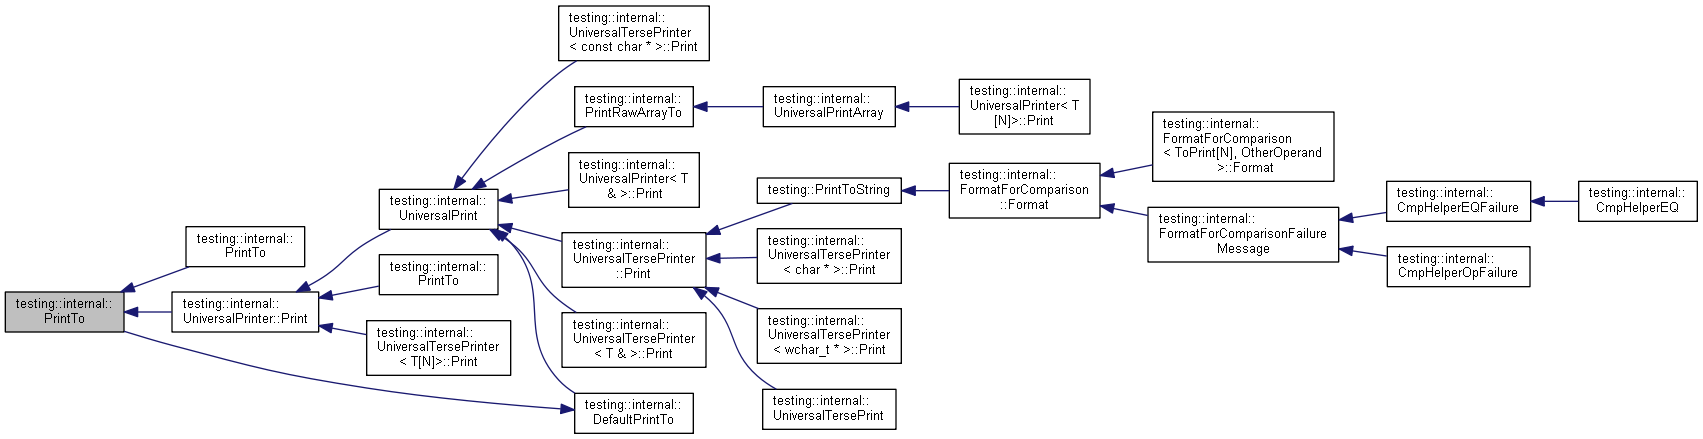 testing::internal::
PrintTo
testing::internal::
PrintTo
testing::internal::
UniversalPrinter::Print
testing::internal::
UniversalPrint
testing::internal::
PrintTo
testing::internal::
UniversalTersePrinter
< T[N]>::Print
testing::internal::
UniversalTersePrinter
< const char * >::Print
testing::internal::
PrintRawArrayTo
testing::internal::
UniversalPrinter< T
& >::Print
testing::internal::
UniversalTersePrinter
::Print
testing::internal::
UniversalTersePrinter
< T & >::Print
testing::internal::
DefaultPrintTo
testing::internal::
UniversalPrintArray
testing::PrintToString
testing::internal::
UniversalTersePrinter
< char * >::Print
testing::internal::
UniversalTersePrinter
< wchar_t * >::Print
testing::internal::
UniversalTersePrint
testing::internal::
UniversalPrinter< T
[N]>::Print
testing::internal::
FormatForComparison
::Format
testing::internal::
FormatForComparison
< ToPrint[N], OtherOperand
>::Format
testing::internal::
FormatForComparisonFailure
Message
testing::internal::
CmpHelperEQFailure
testing::internal::
CmpHelperOpFailure
testing::internal::
CmpHelperEQ